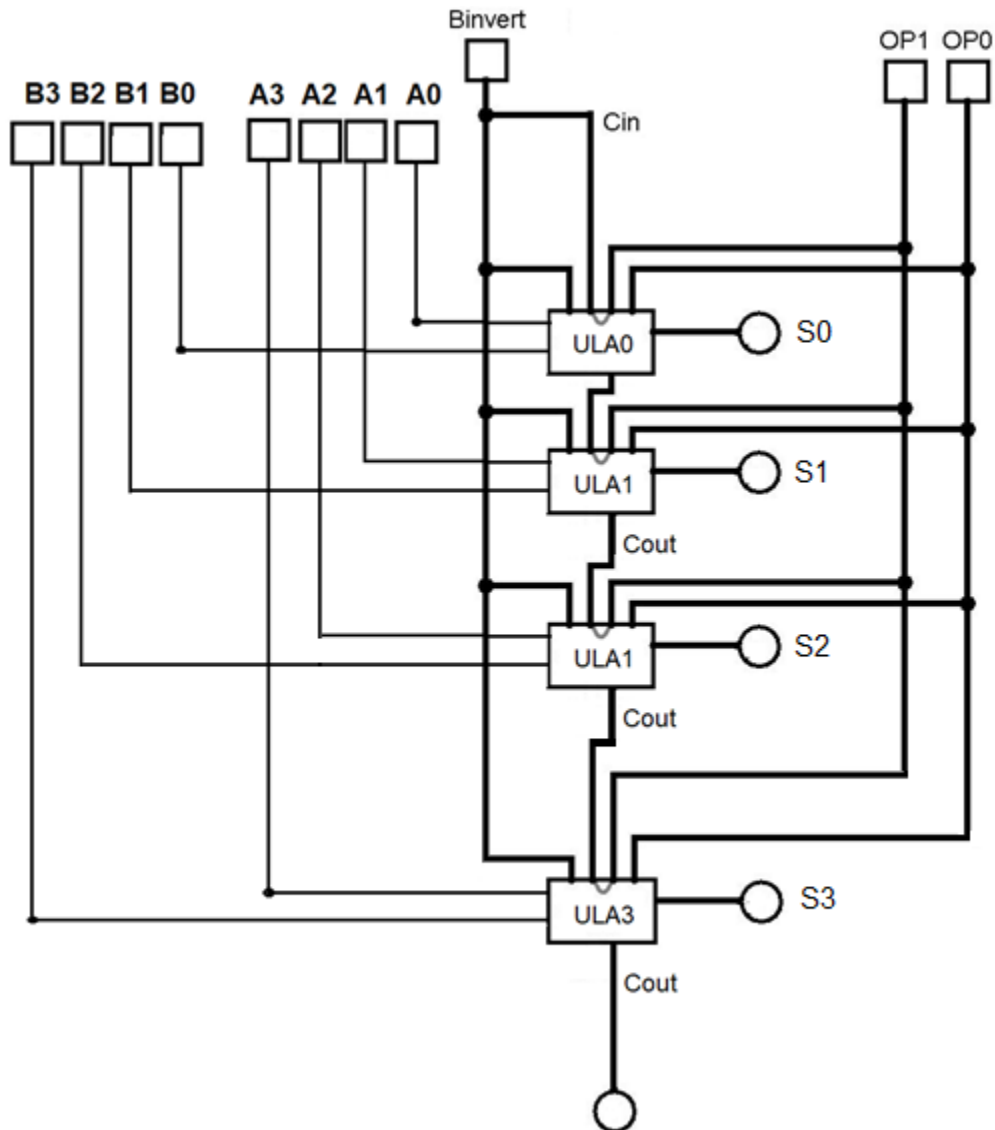 Binvert
OP1 OP0
B3 B2 B1 B0 A3 A2 A1 A0
Cin
ULA0
S0
ULA1
S1
Cout
ULA1
S2
Cout
ULA3
S3
Cout